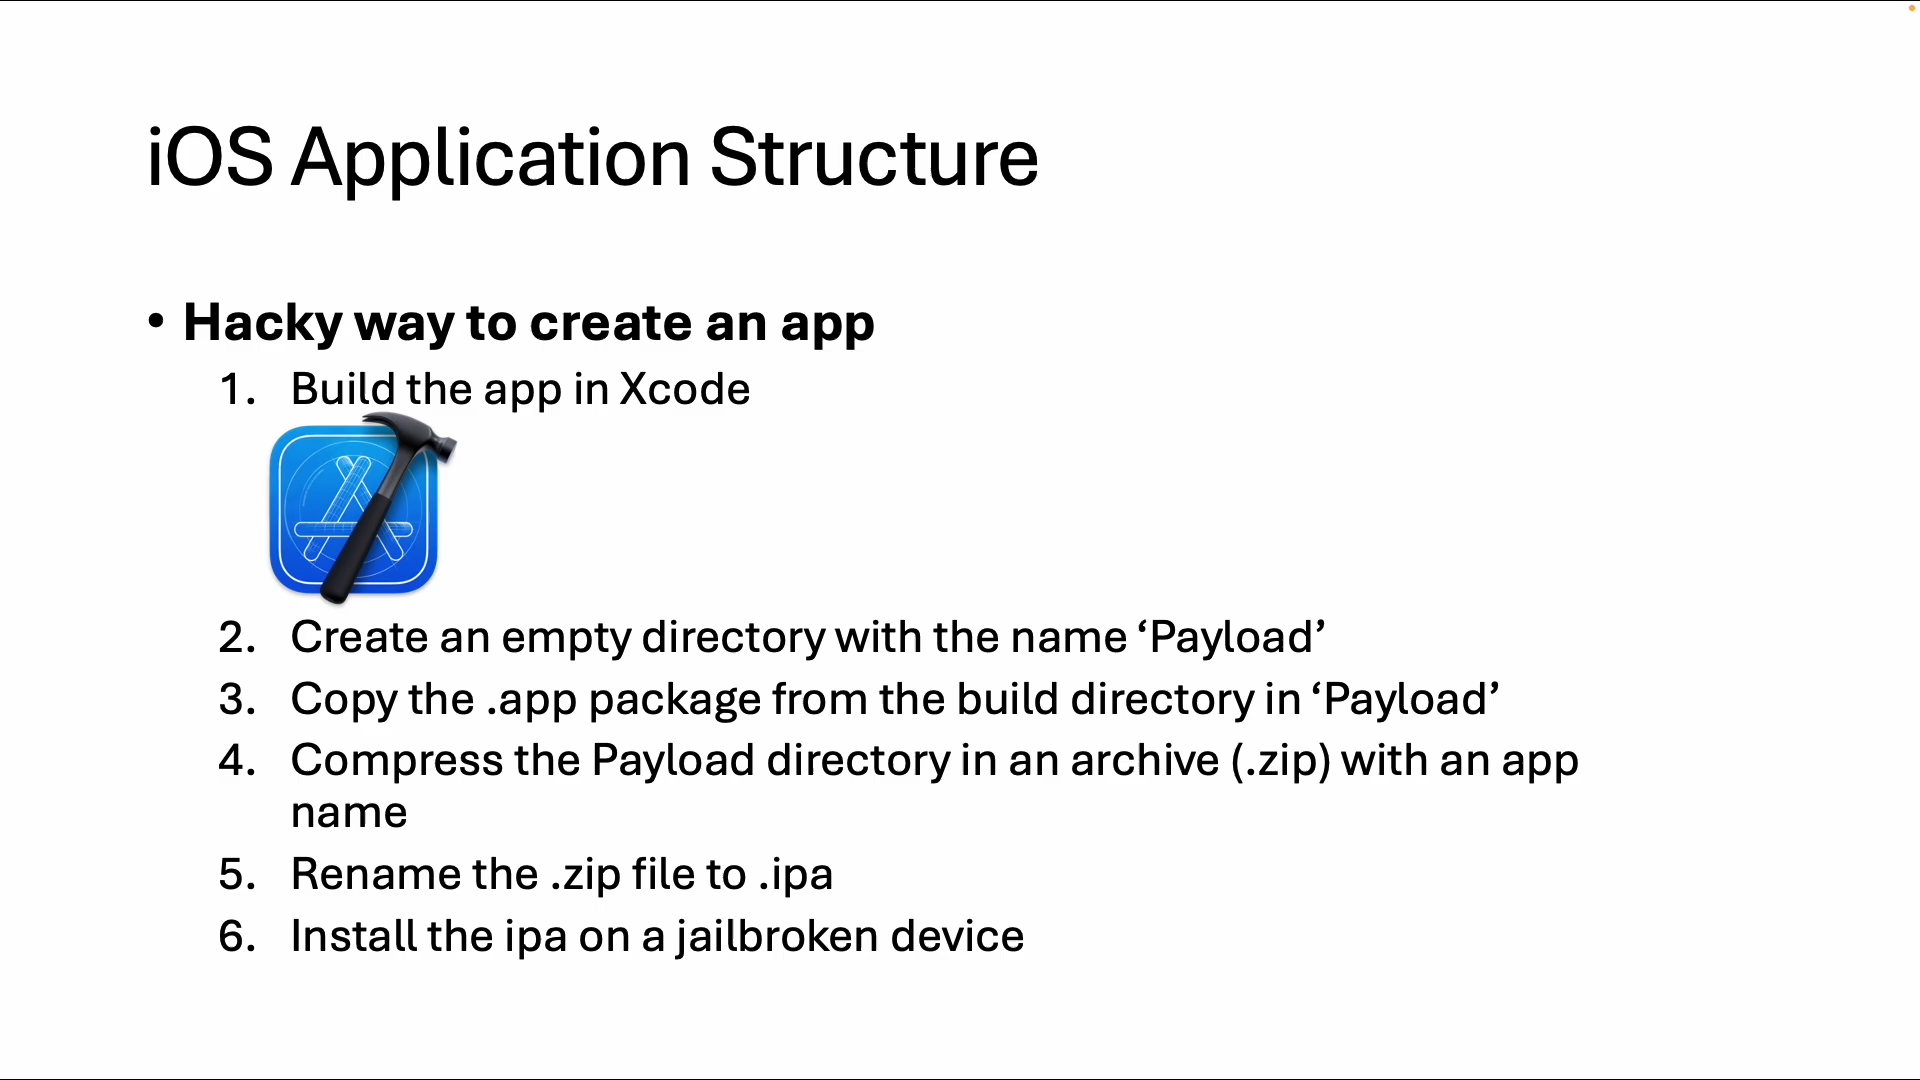 iOS Application Structure
• Hacky way to create an app
1. Build the app in Xcode
2. Create an empty directory with the name ‘Payload’
3. Copy the .app package from the build directory in ‘Payload’
4. Compress the Payload directory in an archive (.zip) with an app
name
5. Rename the .zip file to .ipa
6. Install the ipa on a jailbroken device